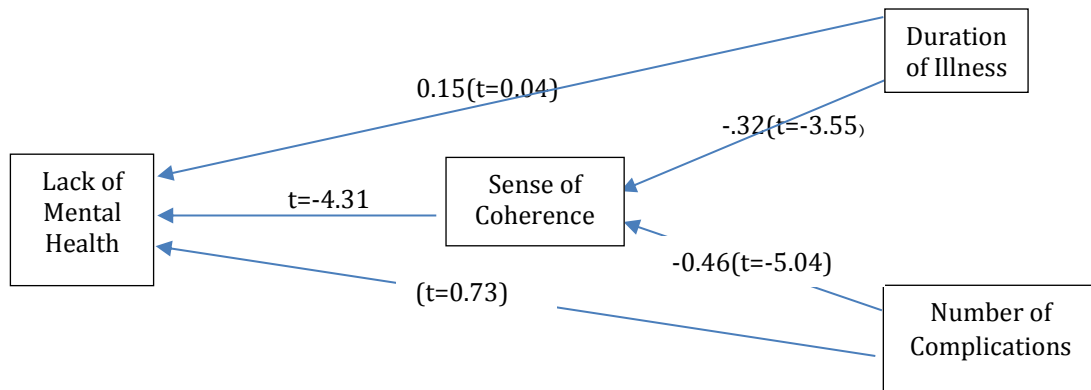 Duration
of Illness
0.15(t=0.04)
-.32(t=-3.55)
Lack of
Mental
Health
t=-4.31
Sense of
Coherence
-0.46(t=-5.04)
(t=0.73)
Number of
Complications